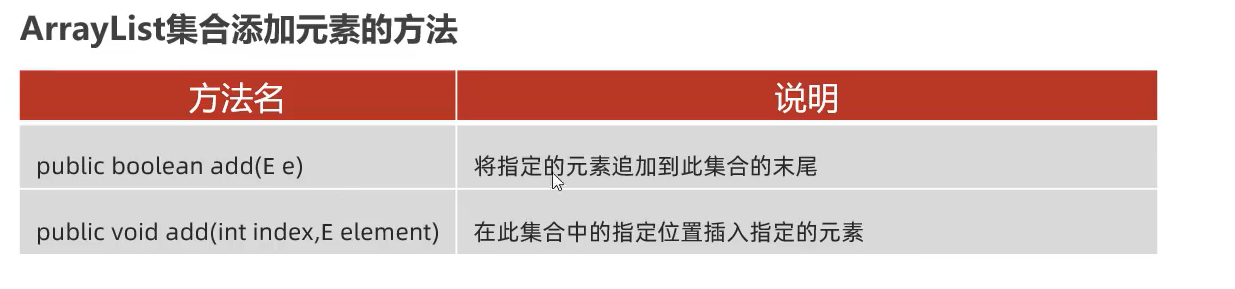 ArrayList集合添加元素的方法
方法名 说明
public boolean add(E e) 将指定的元素追加到此集合的末尾
public void add(int index,E element) 在此集合中的指定位置插入指定的元素